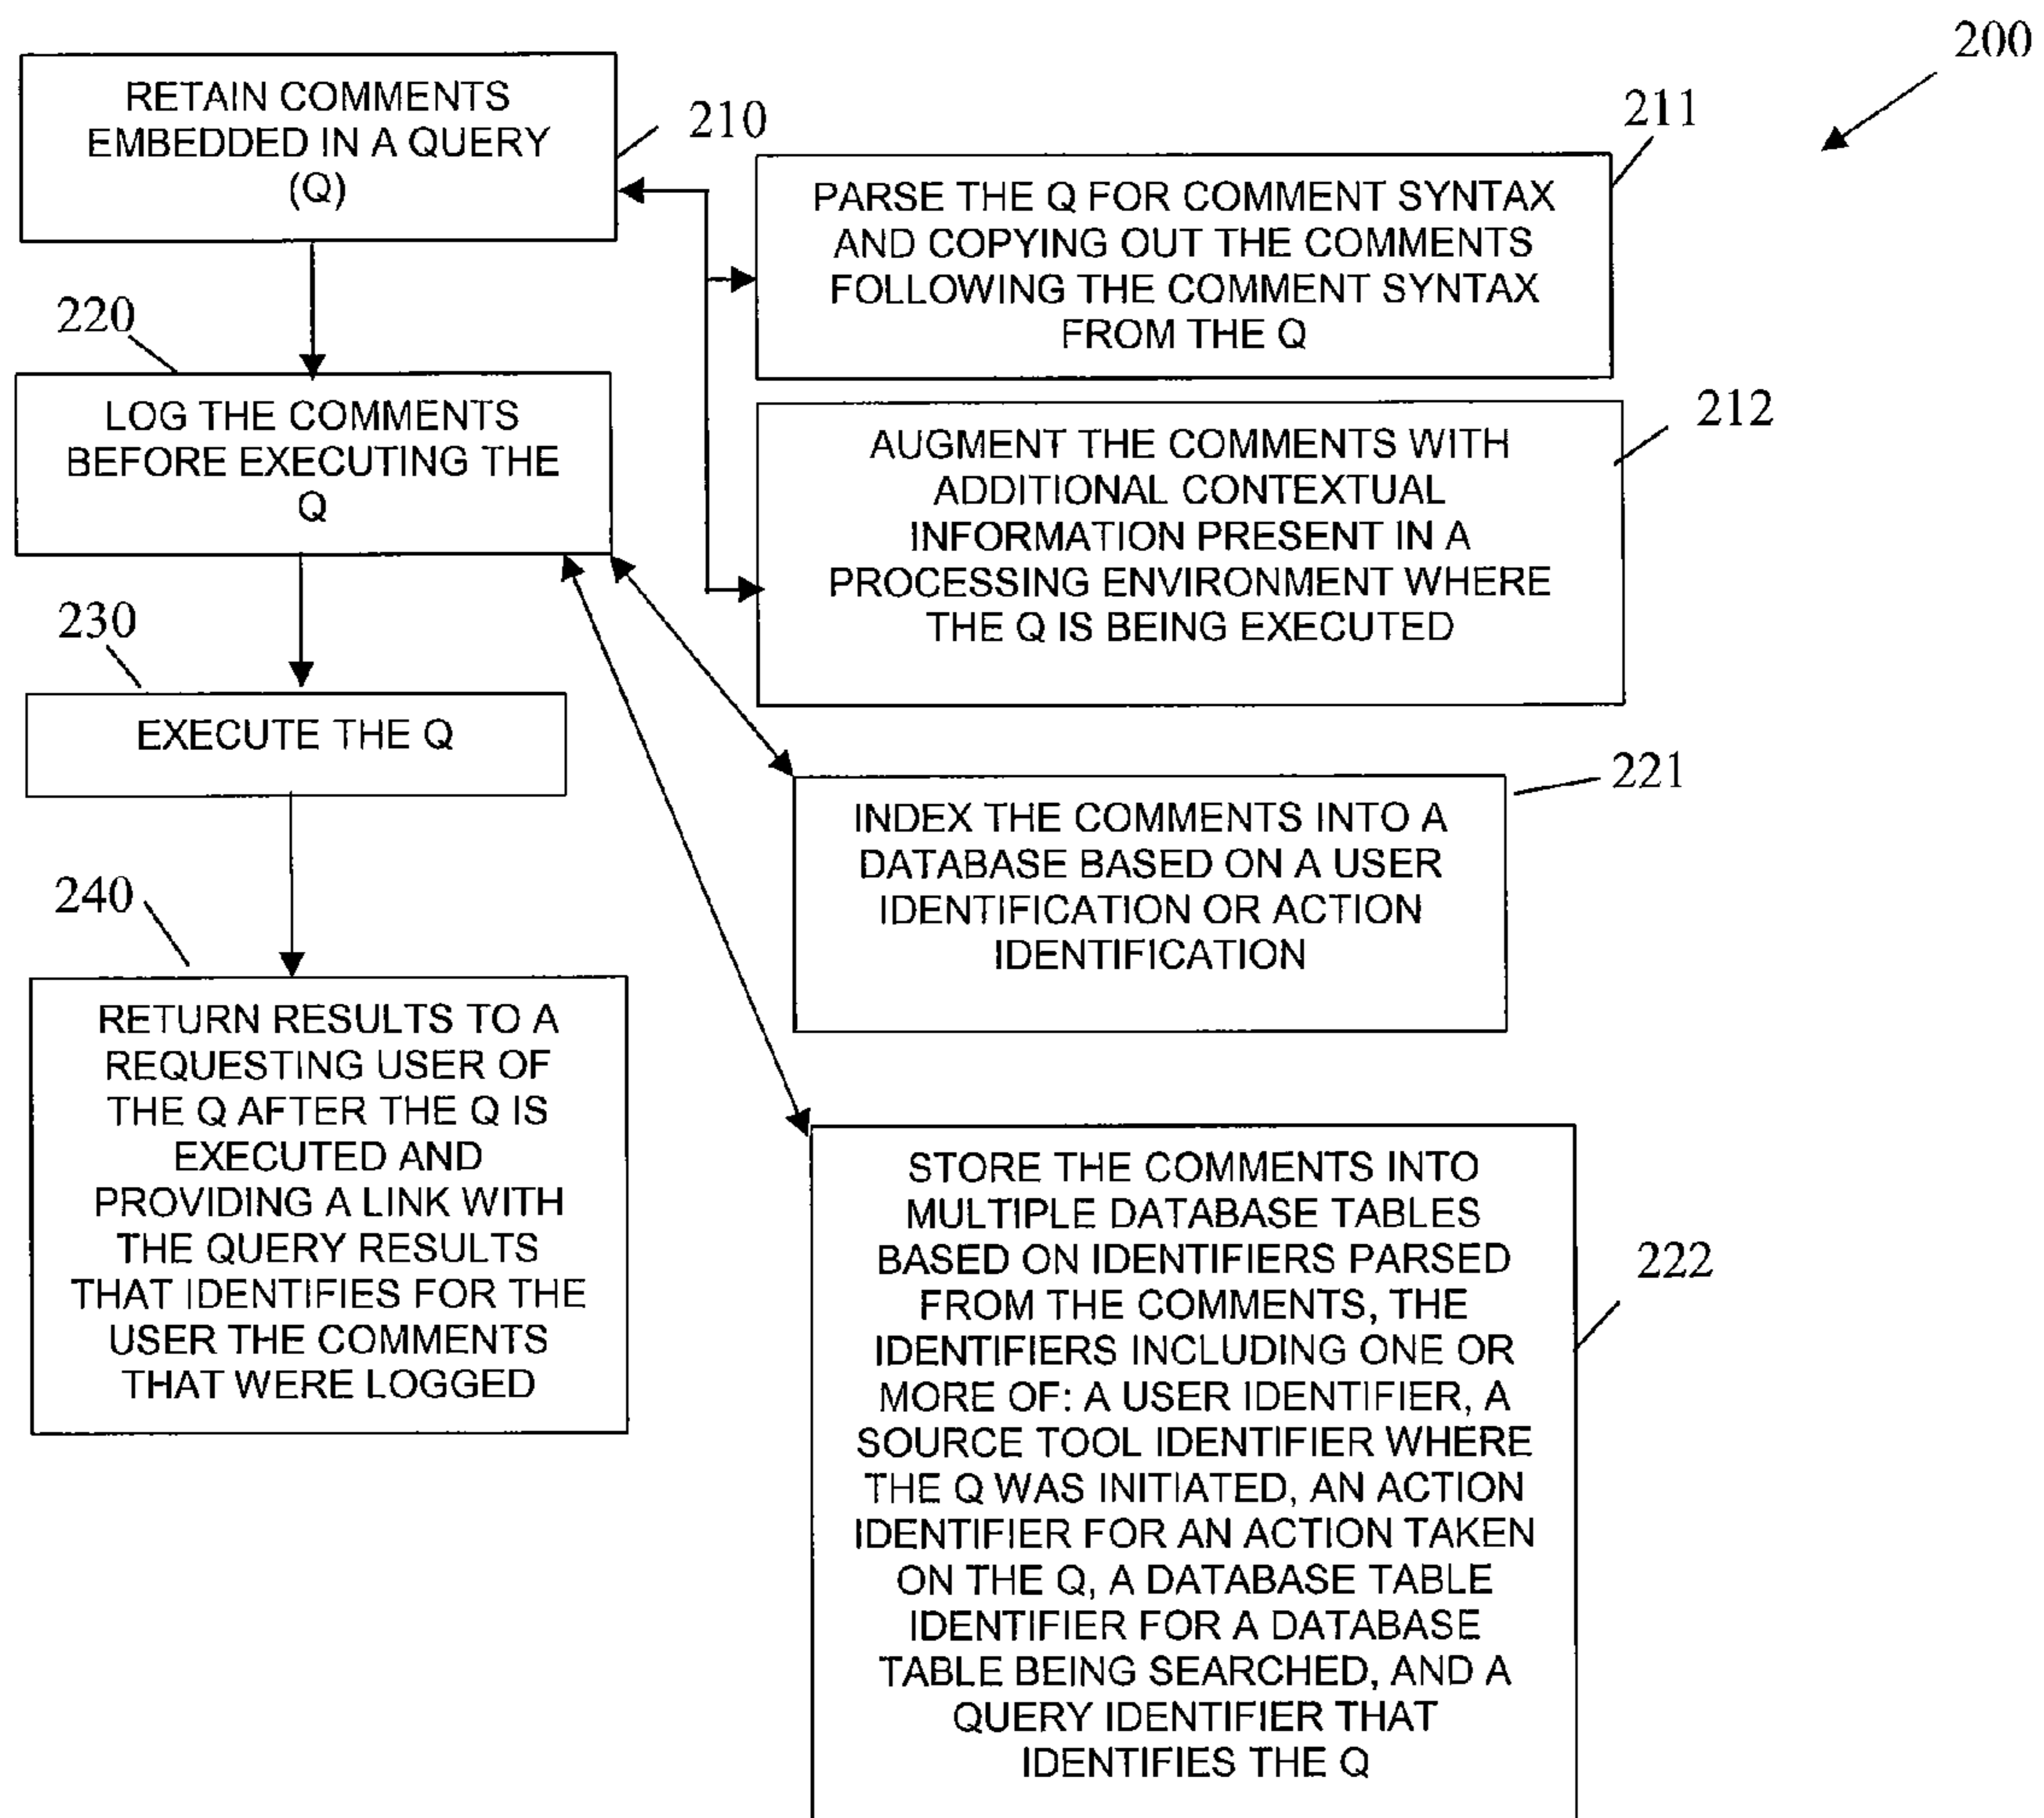 200
RETAIN COMMENTS
EMBEDDED IN A QUERY
(Q)
210
211
PARSE THE Q FOR COMMENT SYNTAX
AND COPYING OUT THE COMMENTS
FOLLOWING THE COMMENT SYNTAX
FROM THE Q
220
LOG THE COMMENTS
BEFORE EXECUTING THE
Q
212
AUGMENT THE COMMENTS WITH
ADDITIONAL CONTEXTUAL
INFORMATION PRESENT IN A
PROCESSING ENVIRONMENT WHERE
THE Q IS BEING EXECUTED
230
EXECUTE THE Q
221
INDEX THE COMMENTS INTO A
DATABASE BASED ON A USER
IDENTIFICATION OR ACTION
IDENTIFICATION
240
RETURN RESULTS TO A
REQUESTING USER OF
THE Q AFTER THE Q IS
EXECUTED AND
PROVIDING A LINK WITH
THE QUERY RESULTS
THAT IDENTIFIES FOR THE
USER THE COMMENTS
THAT WERE LOGGED
222
STORE THE COMMENTS INTO
MULTIPLE DATABASE TABLES
BASED ON IDENTIFIERS PARSED
FROM THE COMMENTS, THE
IDENTIFIERS INCLUDING ONE OR
MORE OF: A USER IDENTIFIER, A
SOURCE TOOL IDENTIFIER WHERE
THE Q WAS INITIATED, AN ACTION
IDENTIFIER FOR AN ACTION TAKEN
ON THE Q, A DATABASE TABLE
IDENTIFIER FOR A DATABASE
TABLE BEING SEARCHED, AND A
QUERY IDENTIFIER THAT
IDENTIFIES THE Q